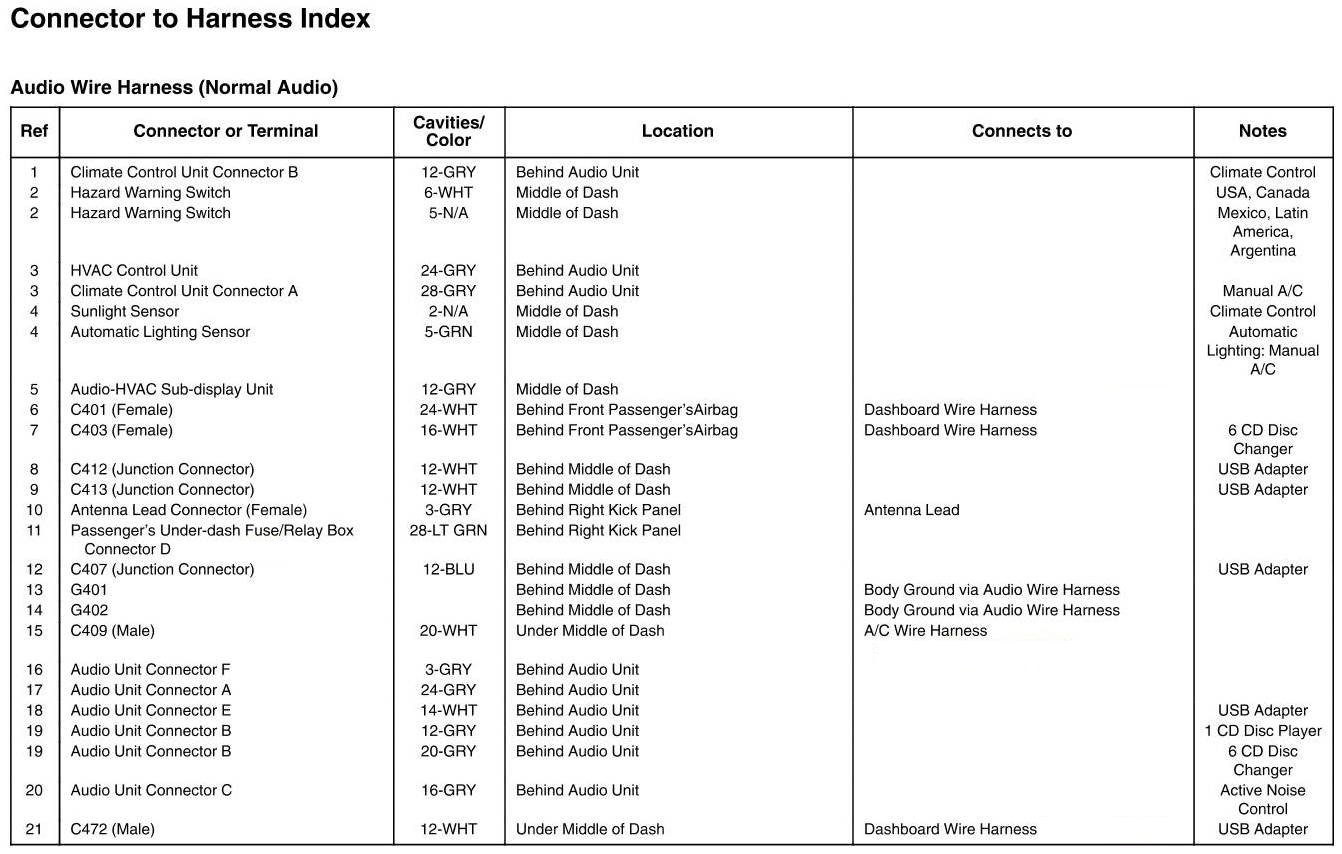 Connector to Harness Index
Audio Wire Harness (Normal Audio)
Ref Connector or Terminal Cavities/ Color Location Connects to Notes
1 Climate Control Unit Connector B 12-GRY Behind Audio Unit Climate Control
2 Hazard Warning Switch 6-WHT Middle of Dash USA, Canada
2 Hazard Warning Switch 5-N/A Middle of Dash Mexico, Latin
America,
Argentina
3 HVAC Control Unit 24-GRY Behind Audio Unit
3 Climate Control Unit Connector A 28-GRY Behind Audio Unit Manual A/C
4 Sunlight Sensor 2-N/A Middle of Dash Climate Control
4 Automatic Lighting Sensor 5-GRN Middle of Dash Automatic
Lighting: Manual
A/C
5 Audio-HVAC Sub-display Unit 12-GRY Middle of Dash
6 C401 (Female) 24-WHT Behind Front Passenger'sAirbag Dashboard Wire Harness
7 C403 (Female) 16-WHT Behind Front Passenger'sAirbag Dashboard Wire Harness 6 CD Disc
Changer
8 C412 (Junction Connector) 12-WHT Behind Middle of Dash USB Adapter
9 C413 (Junction Connector) 12-WHT Behind Middle of Dash USB Adapter
10 Antenna Lead Connector (Female) 3-GRY Behind Right Kick Panel Antenna Lead
11 Passenger's Under-dash Fuse/Relay Box 28-LT GRN Behind Right Kick Panel
Connector D
12 C407 (Junction Connector) 12-BLU Behind Middle of Dash USB Adapter
13 G401 Behind Middle of Dash Body Ground via Audio Wire Harness
14 G402 Behind Middle of Dash Body Ground via Audio Wire Harness
15 C409 (Male) 20-WHT Under Middle of Dash A/C Wire Harness
16 Audio Unit Connector F 3-GRY Behind Audio Unit
17 Audio Unit Connector A 24-GRY Behind Audio Unit
18 Audio Unit Connector E 14-WHT Behind Audio Unit USB Adapter
19 Audio Unit Connector B 12-GRY Behind Audio Unit 1 CD Disc Player
19 Audio Unit Connector B 20-GRY Behind Audio Unit 6 CD Disc
Changer
20 Audio Unit Connector C 16-GRY Behind Audio Unit Active Noise
Control
21 C472 (Male) 12-WHT Under Middle of Dash Dashboard Wire Harness USB Adapter